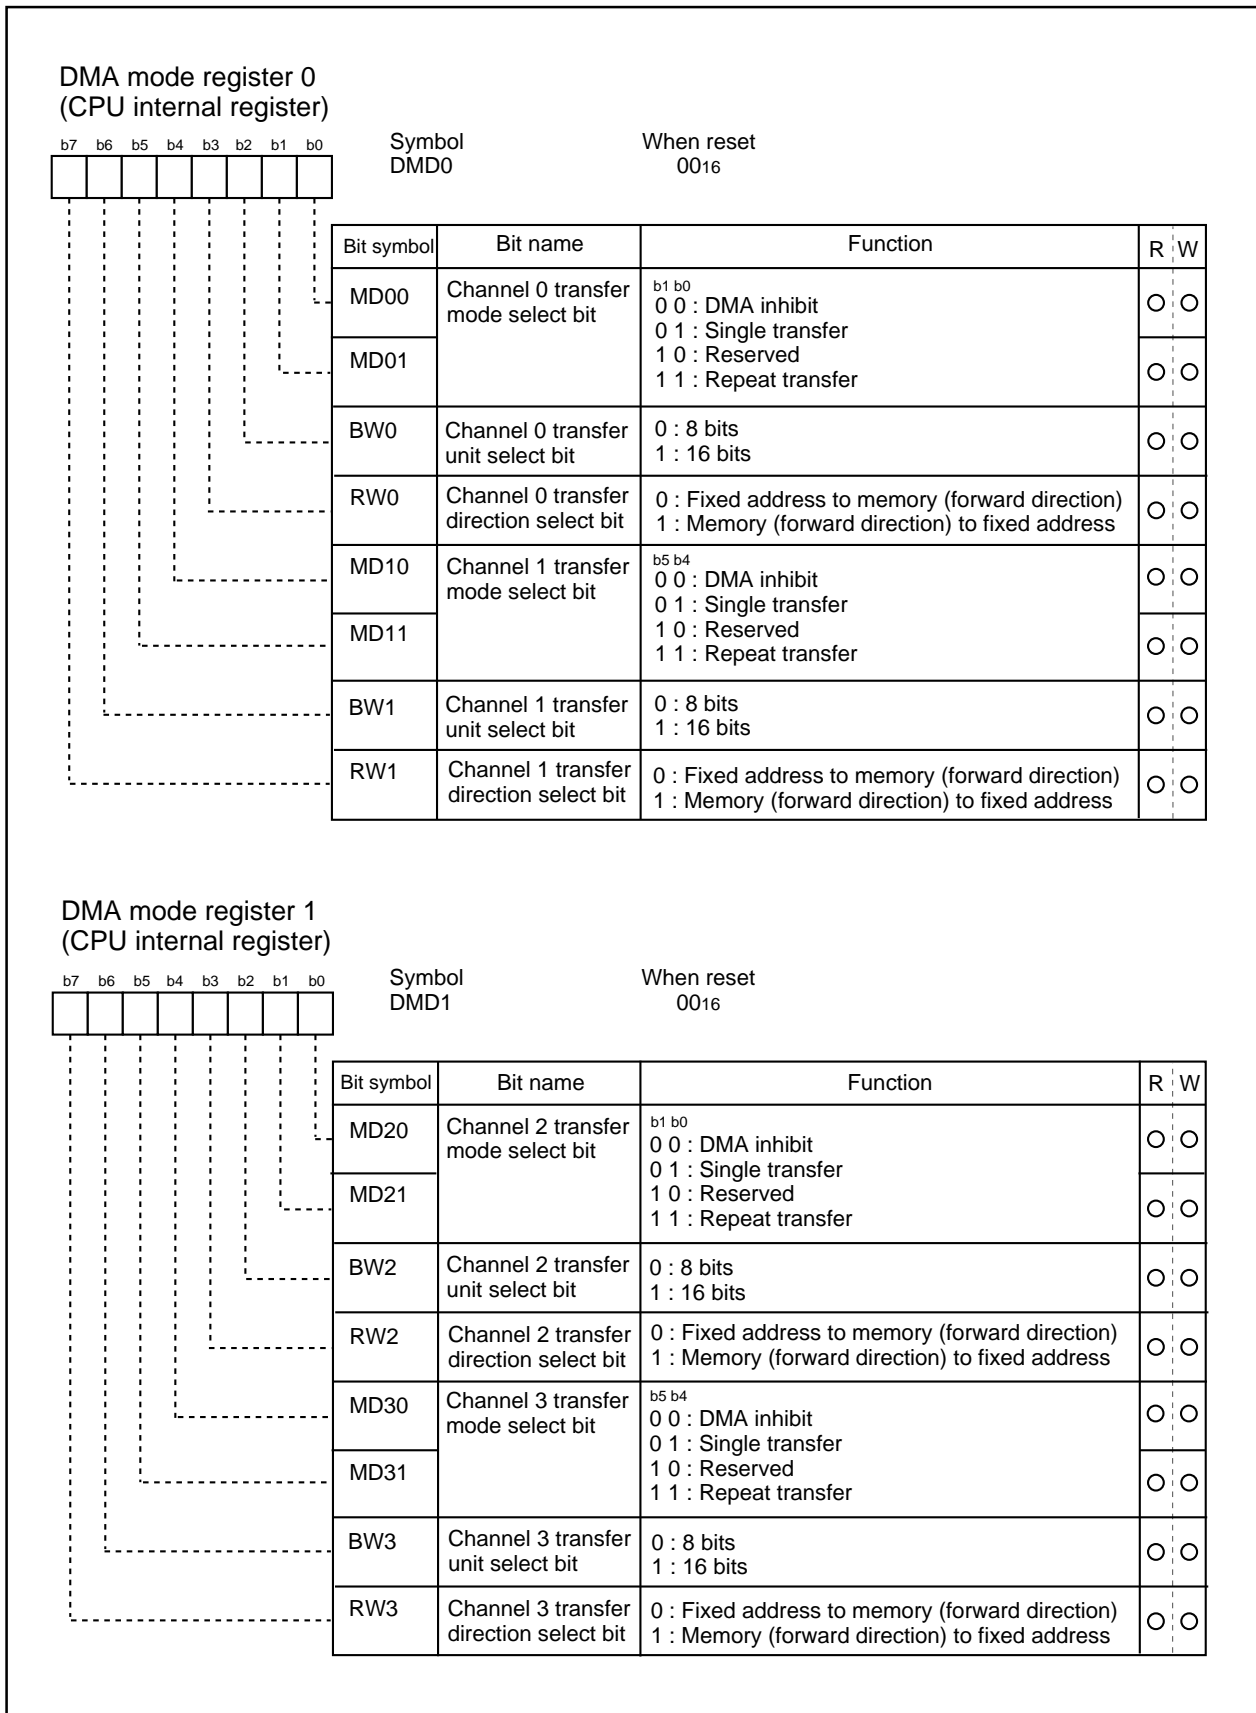 DMA mode register 0
(CPU internal register)
Symbol When reset
b7 b6 b5 b4 b3 b2 b1 b0
DMD0 0016
Bit symbol Bit name Function R W
MD00 Channel 0 transfer mode select bit
MD01
b1 b0
0 0 : DMA inhibit
0 1 : Single transfer
1 0 : Reserved
1 1 : Repeat transfer
BW0 Channel 0 transfer unit select bit
0 : 8 bits
1 : 16 bits
RW0 Channel 0 transfer direction select bit
0 : Fixed address to memory (forward direction)
1 : Memory (forward direction) to fixed address
MD10 Channel 1 transfer mode select bit
MD11
b5 b4
0 0 : DMA inhibit
0 1 : Single transfer
1 0 : Reserved
1 1 : Repeat transfer
BW1 Channel 1 transfer unit select bit
0 : 8 bits
1 : 16 bits
RW1 Channel 1 transfer direction select bit
0 : Fixed address to memory (forward direction)
1 : Memory (forward direction) to fixed address
DMA mode register 1
(CPU internal register)
Symbol When reset
b7 b6 b5 b4 b3 b2 b1 b0
DMD1 0016
Bit symbol Bit name Function R W
MD20 Channel 2 transfer mode select bit
MD21
b1 b0
0 0 : DMA inhibit
0 1 : Single transfer
1 0 : Reserved
1 1 : Repeat transfer
BW2 Channel 2 transfer unit select bit
0 : 8 bits
1 : 16 bits
RW2 Channel 2 transfer direction select bit
0 : Fixed address to memory (forward direction)
1 : Memory (forward direction) to fixed address
MD30 Channel 3 transfer mode select bit
MD31
b5 b4
0 0 : DMA inhibit
0 1 : Single transfer
1 0 : Reserved
1 1 : Repeat transfer
BW3 Channel 3 transfer unit select bit
0 : 8 bits
1 : 16 bits
RW3 Channel 3 transfer direction select bit
0 : Fixed address to memory (forward direction)
1 : Memory (forward direction) to fixed address